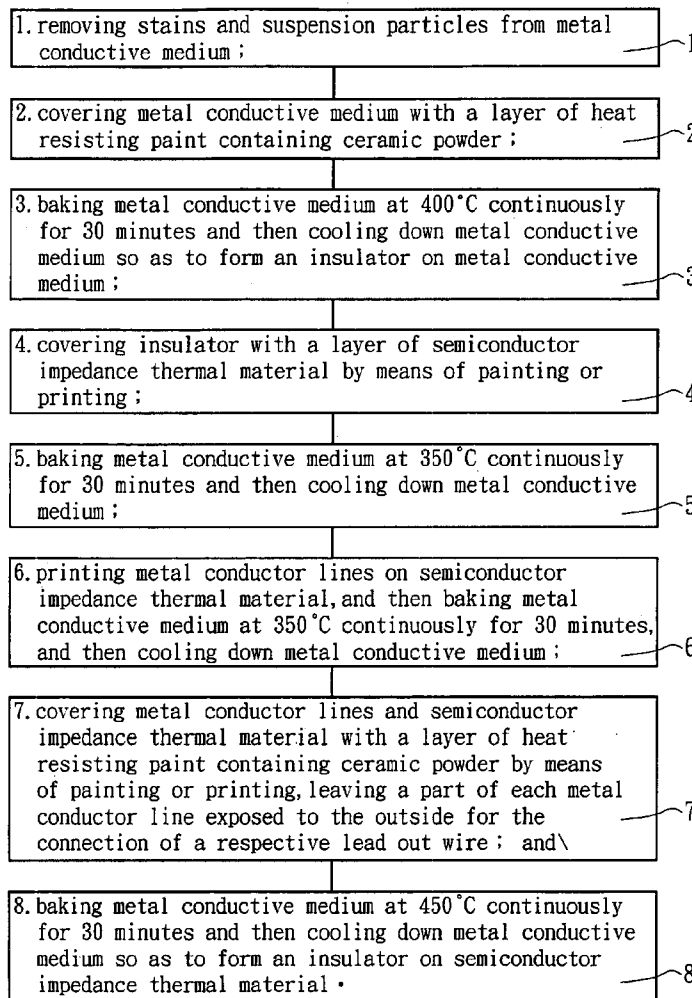 1. removing stains and suspension particles from metal
conductive medium;
1
2. covering metal conductive medium with a layer of heat
resisting paint containing ceramic powder;
2
3. baking metal conductive medium at 400°C continuously
for 30 minutes and then cooling down metal conductive
medium so as to form an insulator on metal conductive
medium;
3
4. covering insulator with a layer of semiconductor
impedance thermal material by means of painting or
printing;
4
5. baking metal conductive medium at 350°C continuously
for 30 minutes and then cooling down metal conductive
medium;
5
6. printing metal conductor lines on semiconductor
impedance thermal material, and then baking metal
conductive medium at 350°C continuously for 30 minutes,
and then cooling down metal conductive medium;
6
7. covering metal conductor lines and semiconductor
impedance thermal material with a layer of heat
resisting paint containing ceramic powder by means
of painting or printing, leaving a part of each metal
conductor line exposed to the outside for the
connection of a respective lead out wire; and\
7
8. baking metal conductive medium at 450°C continuously
for 30 minutes and then cooling down metal conductive
medium so as to form an insulator on semiconductor
impedance thermal material.
8